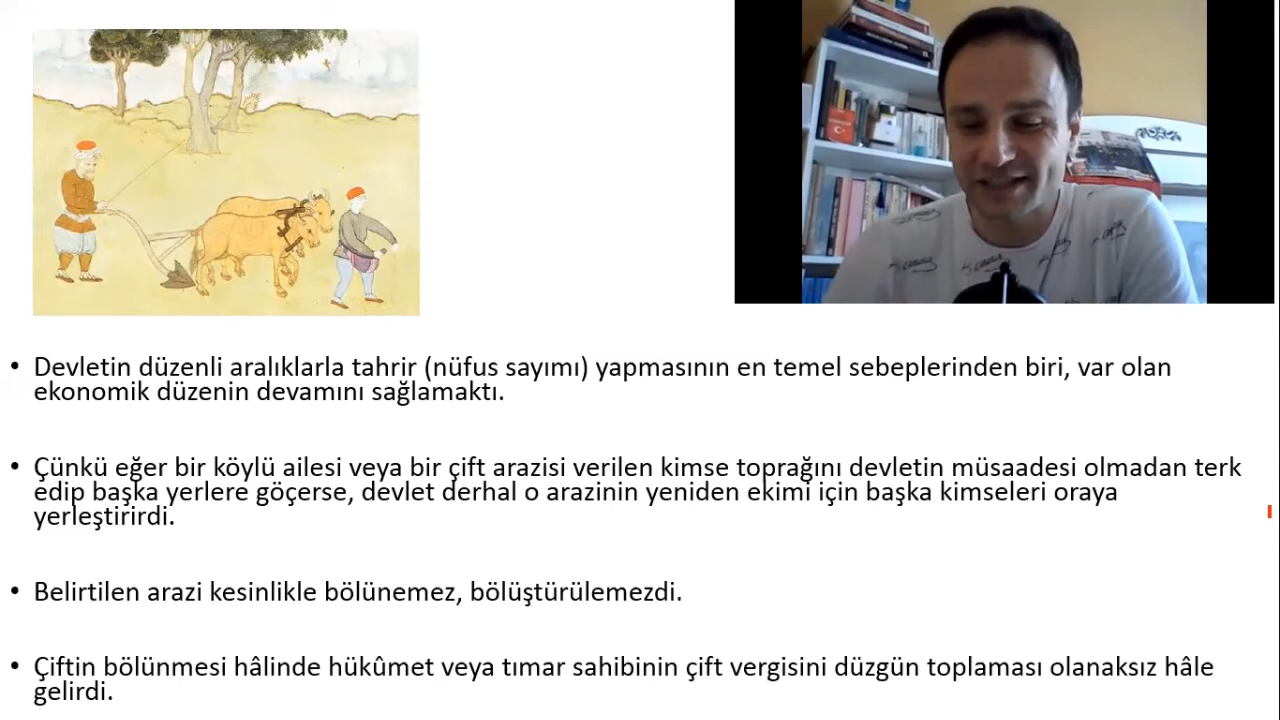 • Devletin düzenli aralıklarla tahrir (nüfus sayımı) yapmasının en temel sebeplerinden biri, var olan
ekonomik düzenin devamını sağlamaktı.
• Çünkü eğer bir köylü ailesi veya bir çift arazisi verilen kimse toprağını devletin müsaadesi olmadan terk
edip başka yerlere göçerse, devlet derhal o arazinin yeniden ekimi için başka kimseleri oraya
yerleştirirdi.
• Belirtilen arazi kesinlikle bölünemez, bölüştürülemezdi.
• Çiftin bölünmesi hâlinde hükûmet veya tımar sahibinin çift vergisini düzgün toplaması olanaksız hâle
gelirdi.